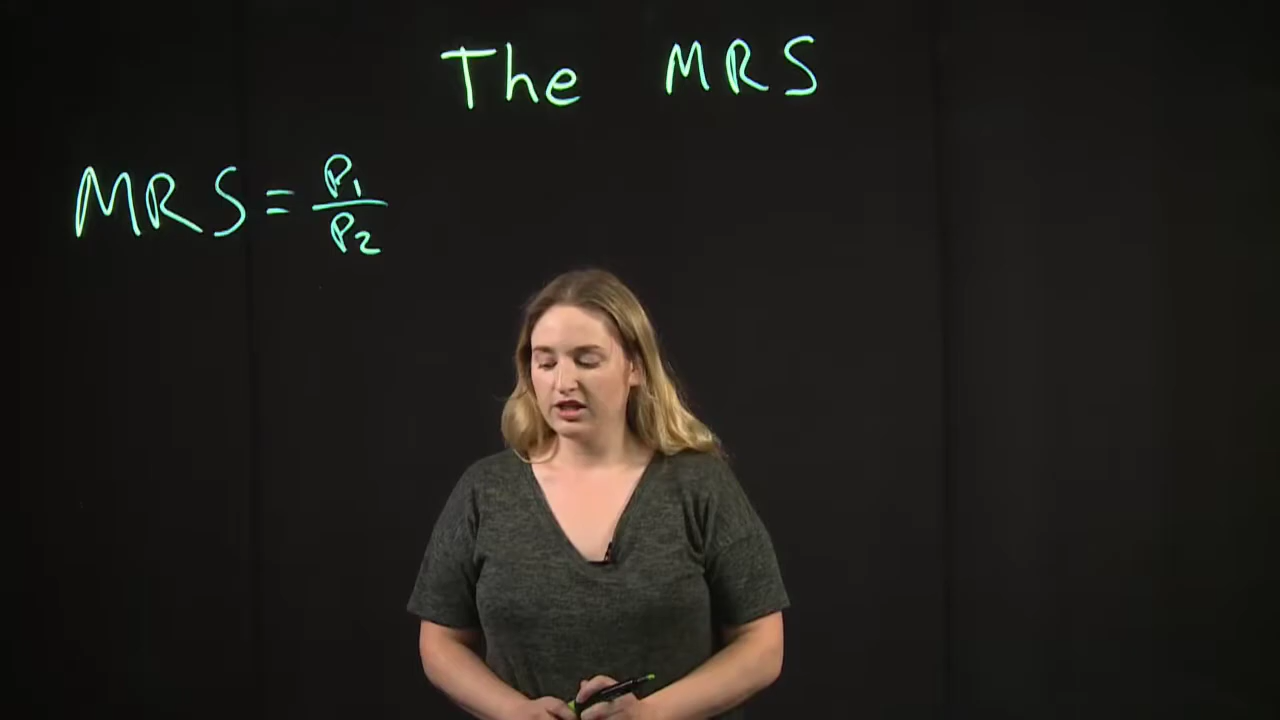 The MRS
MRS = P₁/P₂